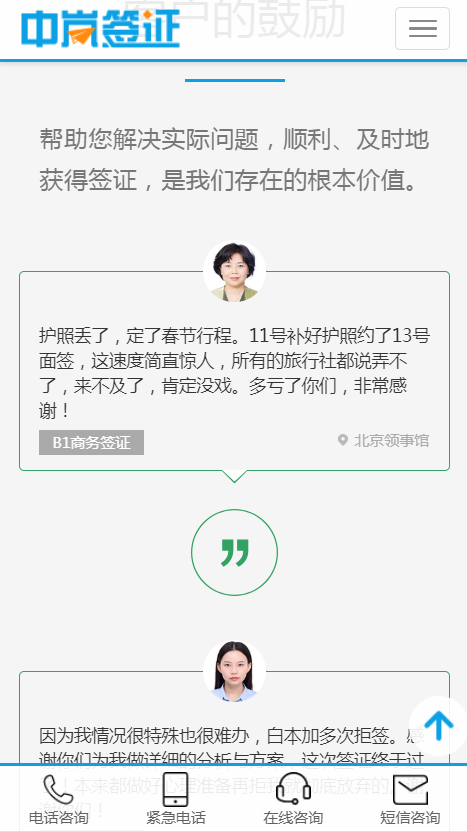 户的鼓励
中岚签证
帮助您解决实际问题，顺利、及时地
获得签证，是我们存在的根本价值。
护照丢了，定了春节行程。11号补好护照约了13号
面签，这速度简直惊人，所有的旅行社都说弄不
了，来不及了，肯定没戏。多亏了你们，非常感
谢！
B1商务签证
北京领事馆
因为我情况很特殊也很难办，白本加多次拒签。感
谢你们为我做详细的分析与方案，这次签证终于过
！本来都做好心理准备再拒我就彻底放弃的。
们！
电话咨询
紧急电话
在线咨询
短信咨询